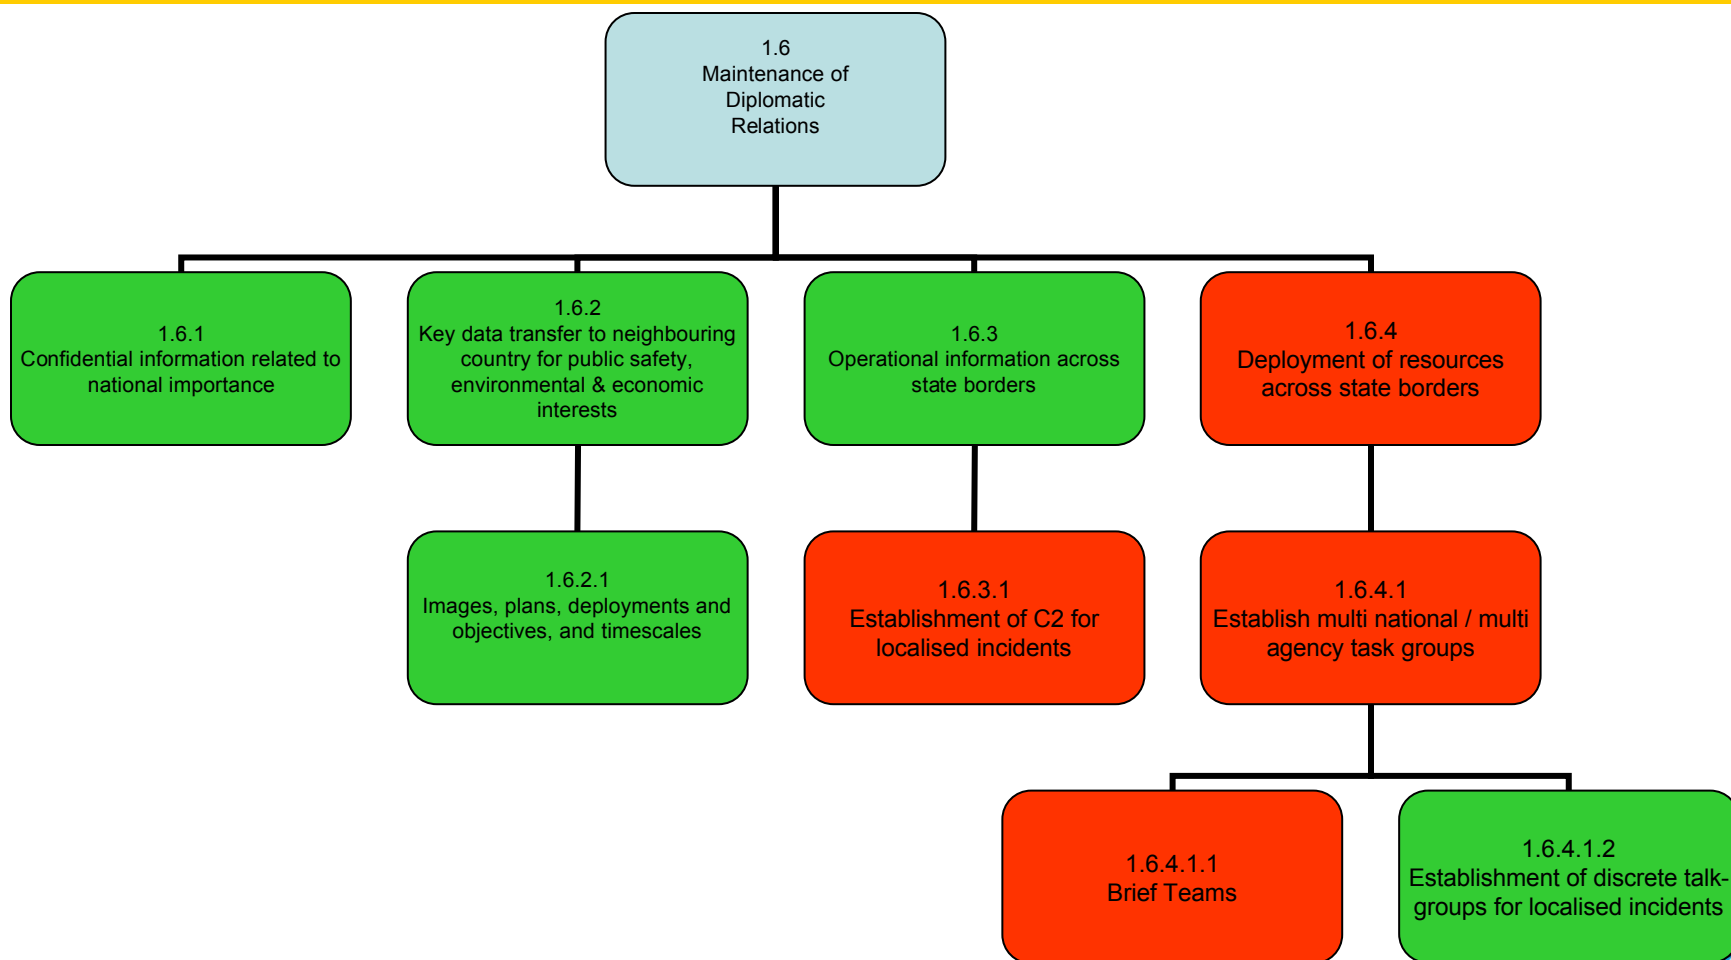 1.6
Maintenance of
Diplomatic
Relations
1.6.1
Confidential information related to
national importance
1.6.2
Key data transfer to neighbouring
country for public safety,
environmental & economic
interests
1.6.3
Operational information across
state borders
1.6.4
Deployment of resources
across state borders
1.6.2.1
Images, plans, deployments and
objectives, and timescales
1.6.3.1
Establishment of C2 for
localised incidents
1.6.4.1
Establish multi national / multi
agency task groups
1.6.4.1.1
Brief Teams
1.6.4.1.2
Establishment of discrete talk-
groups for localised incidents